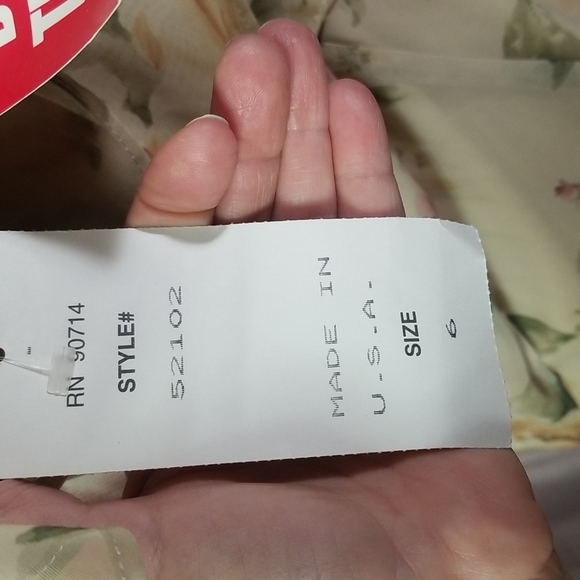 RN 90714
STYLE#
52102
MADE IN
U.S.A.
SIZE
6